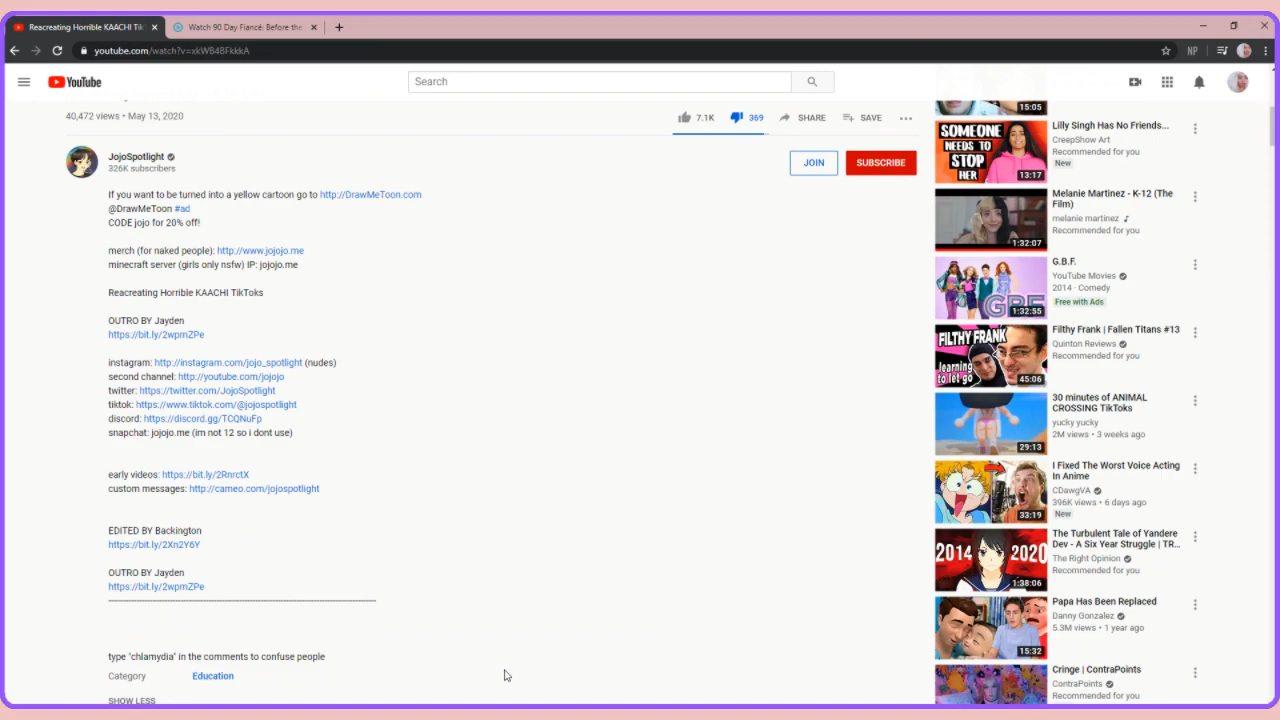 Reacreating Horrible KAACHI Tik
Watch 90 Day Fiancé: Before the
youtube.com/watch?v=xkWB48FkkkA
NP
YouTube
Search
40,472 views • May 13, 2020
7.1K
369
SHARE
SAVE
JojoSpotlight
326K subscribers
JOIN
SUBSCRIBE
If you want to be turned into a yellow cartoon go to http://DrawMeToon.com
@DrawMeToon #ad
CODE jojo for 20% off!
merch (for naked people): http://www.jojojo.me
minecraft server (girls only nsfw) IP: jojojo.me
Reacreating Horrible KAACHI TikToks
OUTRO BY Jayden
https://bit.ly/2wpmZPe
instagram: http://instagram.com/jojo_spotlight (nudes)
second channel: http://youtube.com/jojojo
twitter: https://twitter.com/JojoSpotlight
tiktok: https://www.tiktok.com/@jojospotlight
discord: https://discord.gg/TCQNuFp
snapchat: jojojo.me (im not 12 so i dont use)
early videos: https://bit.ly/2RnrctX
custom messages: http://cameo.com/jojospotlight
EDITED BY Backington
https://bit.ly/2Xn2Y6Y
OUTRO BY Jayden
https://bit.ly/2wpmZPe
type "chlamydia" in the comments to confuse people
Category
Education
SHOW LESS
15:05
SOMEONE
NEEDS TO
STOP
HER
13:17
Lilly Singh Has No Friends...
CreepShow Art
Recommended for you
New
1:32:07
Melanie Martinez - K-12 (The
Film)
melanie martinez
Recommended for you
GBF
1:32:55
G.B.F.
YouTube Movies
2014 · Comedy
Free with Ads
FILTHY
FRANK
learning
to let go
45:06
Filthy Frank | Fallen Titans #13
Quinton Reviews
Recommended for you
29:13
30 minutes of ANIMAL
CROSSING TikToks
yucky yucky
2M views • 3 weeks ago
33:19
I Fixed The Worst Voice Acting
In Anime
CDawgVA
396K views • 6 days ago
New
2014
2020
1:38:06
The Turbulent Tale of Yandere
Dev - A Six Year Struggle | TR...
The Right Opinion
Recommended for you
15:32
Papa Has Been Replaced
Danny Gonzalez
5.3M views • 1 year ago
Cringe | ContraPoints
ContraPoints
Recommended for you